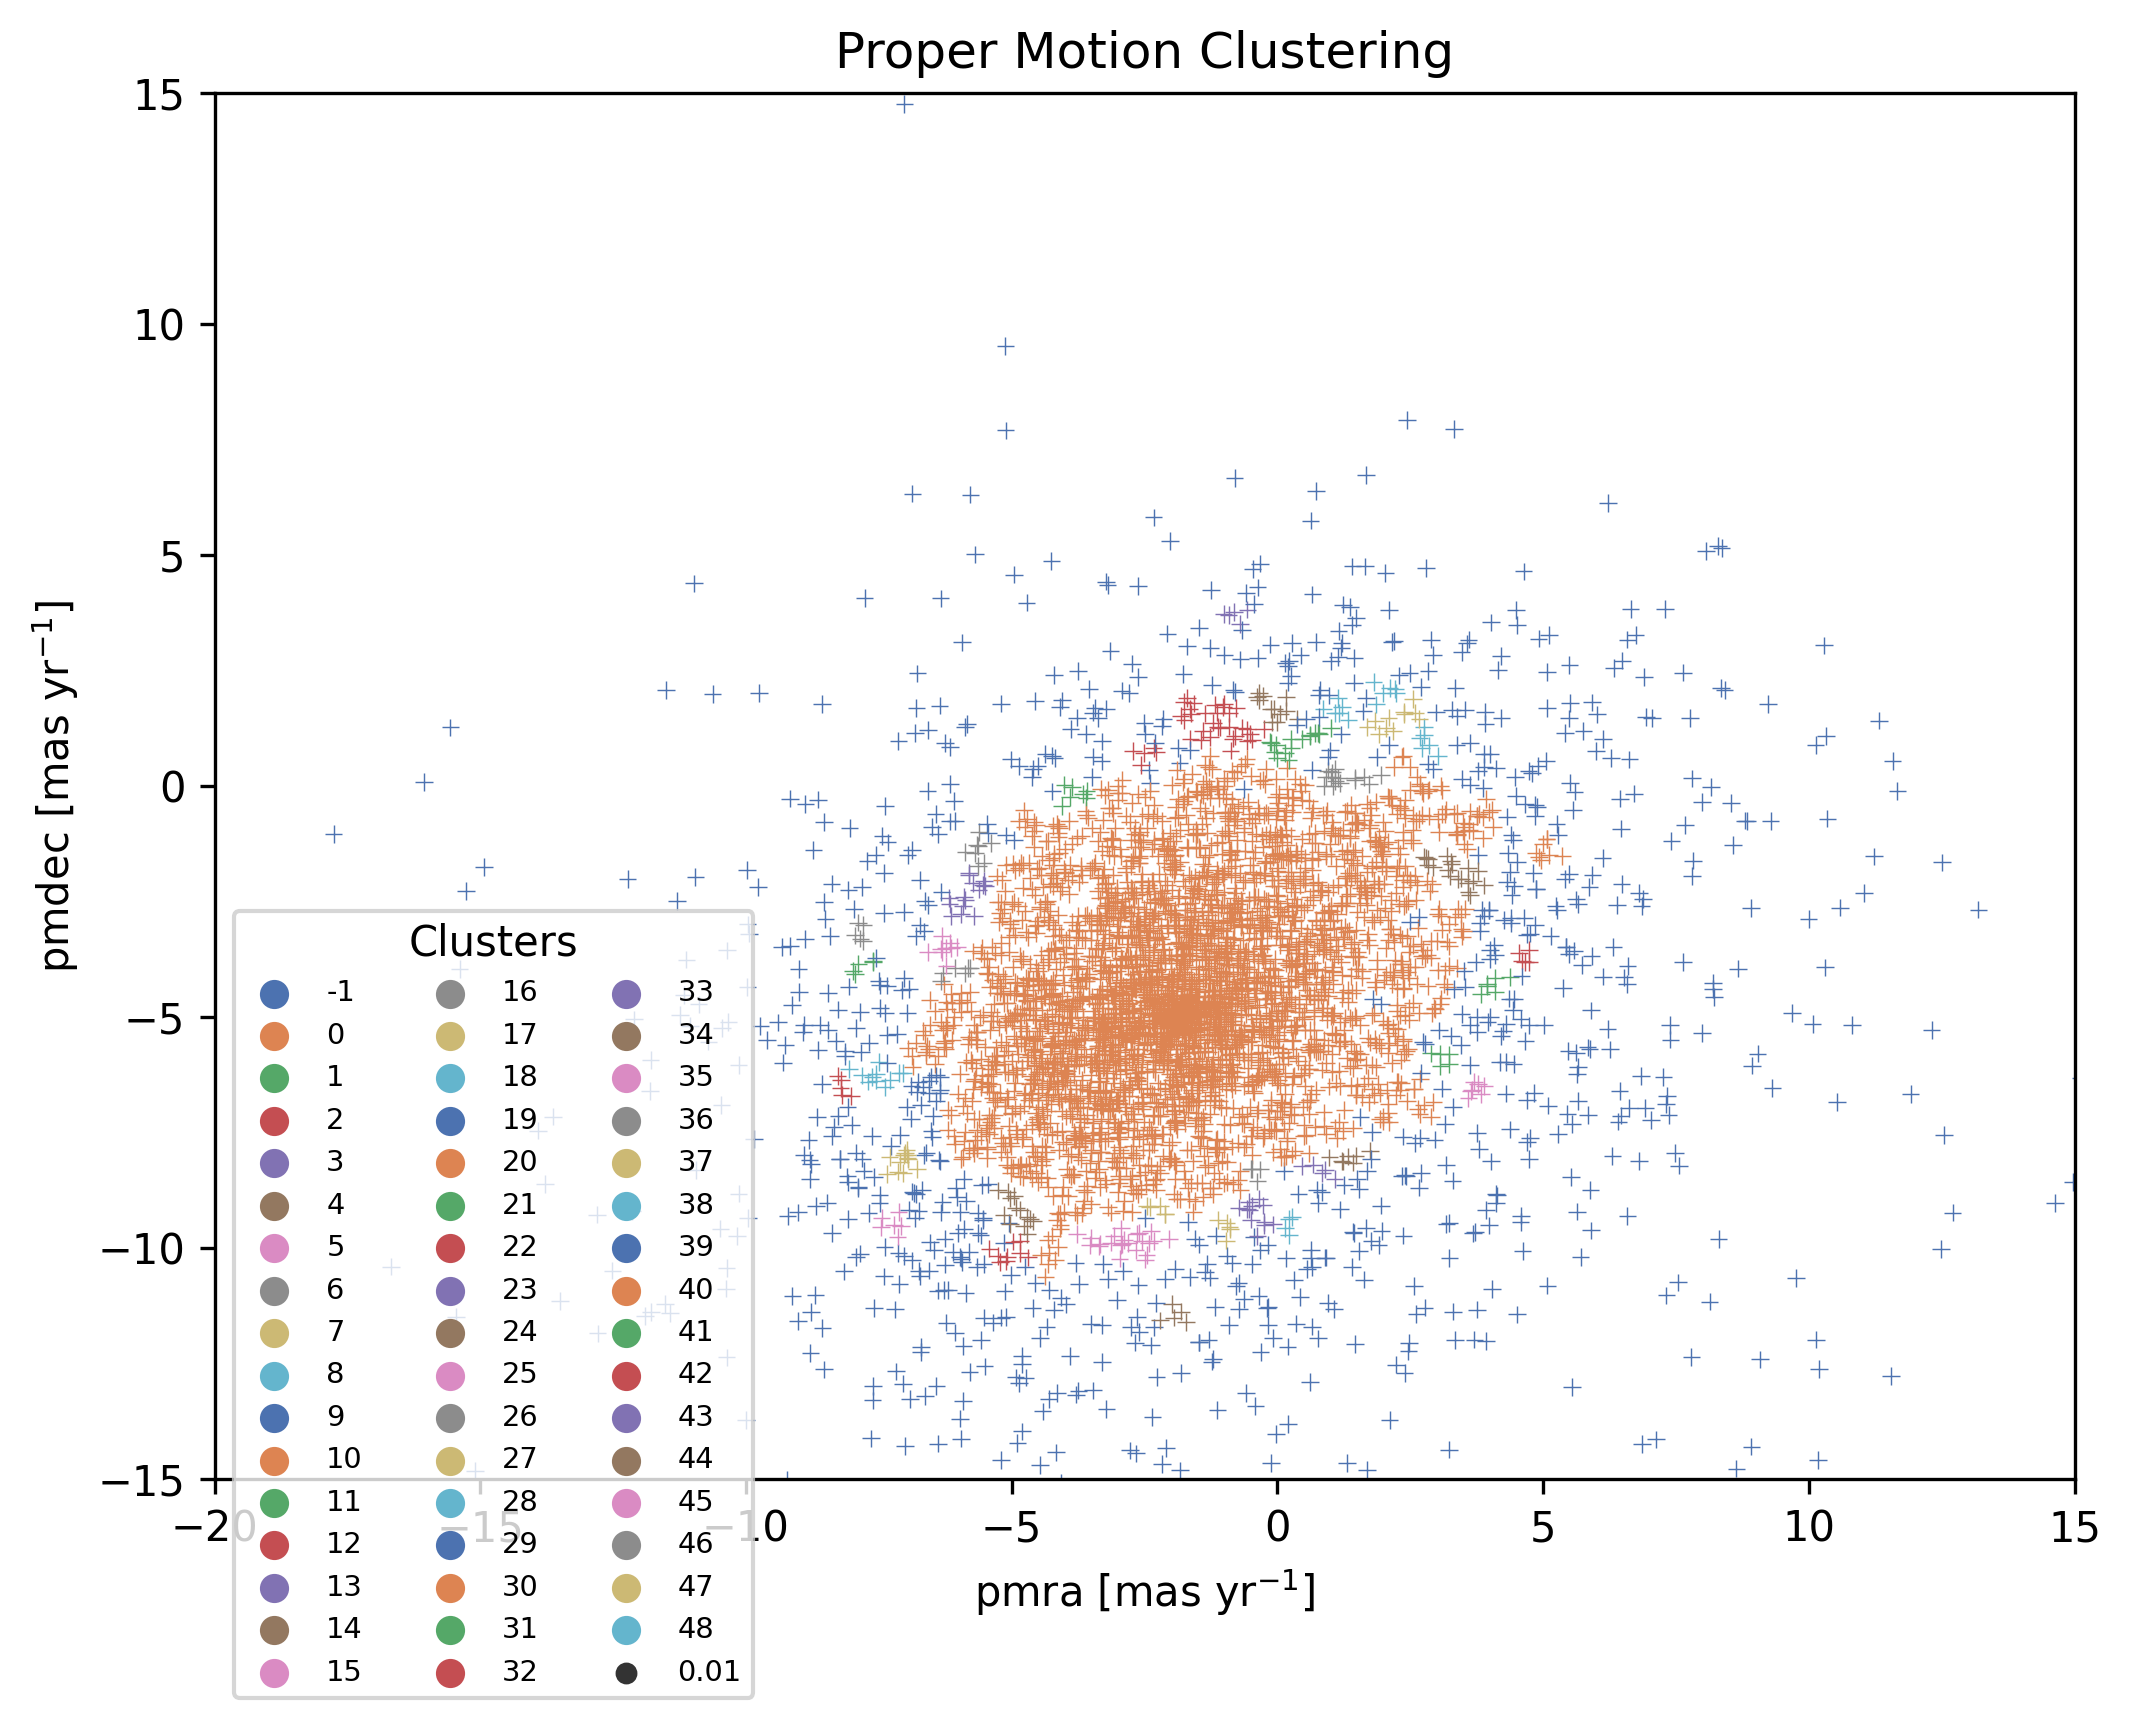 Proper Motion Clustering
15
10
5
0
−5
−10
−15
pmdec [mas yr⁻¹]
Clusters
-1 16 33
0 17 34
1 18 35
2 19 36
3 20 37
4 21 38
5 22 39
6 23 40
7 24 41
8 25 42
9 26 43
10 27 44
11 28 45
12 29 46
13 30 47
14 31 48
15 32 0.01
−20 −15 −10 −5 0 5 10 15
pmra [mas yr⁻¹]